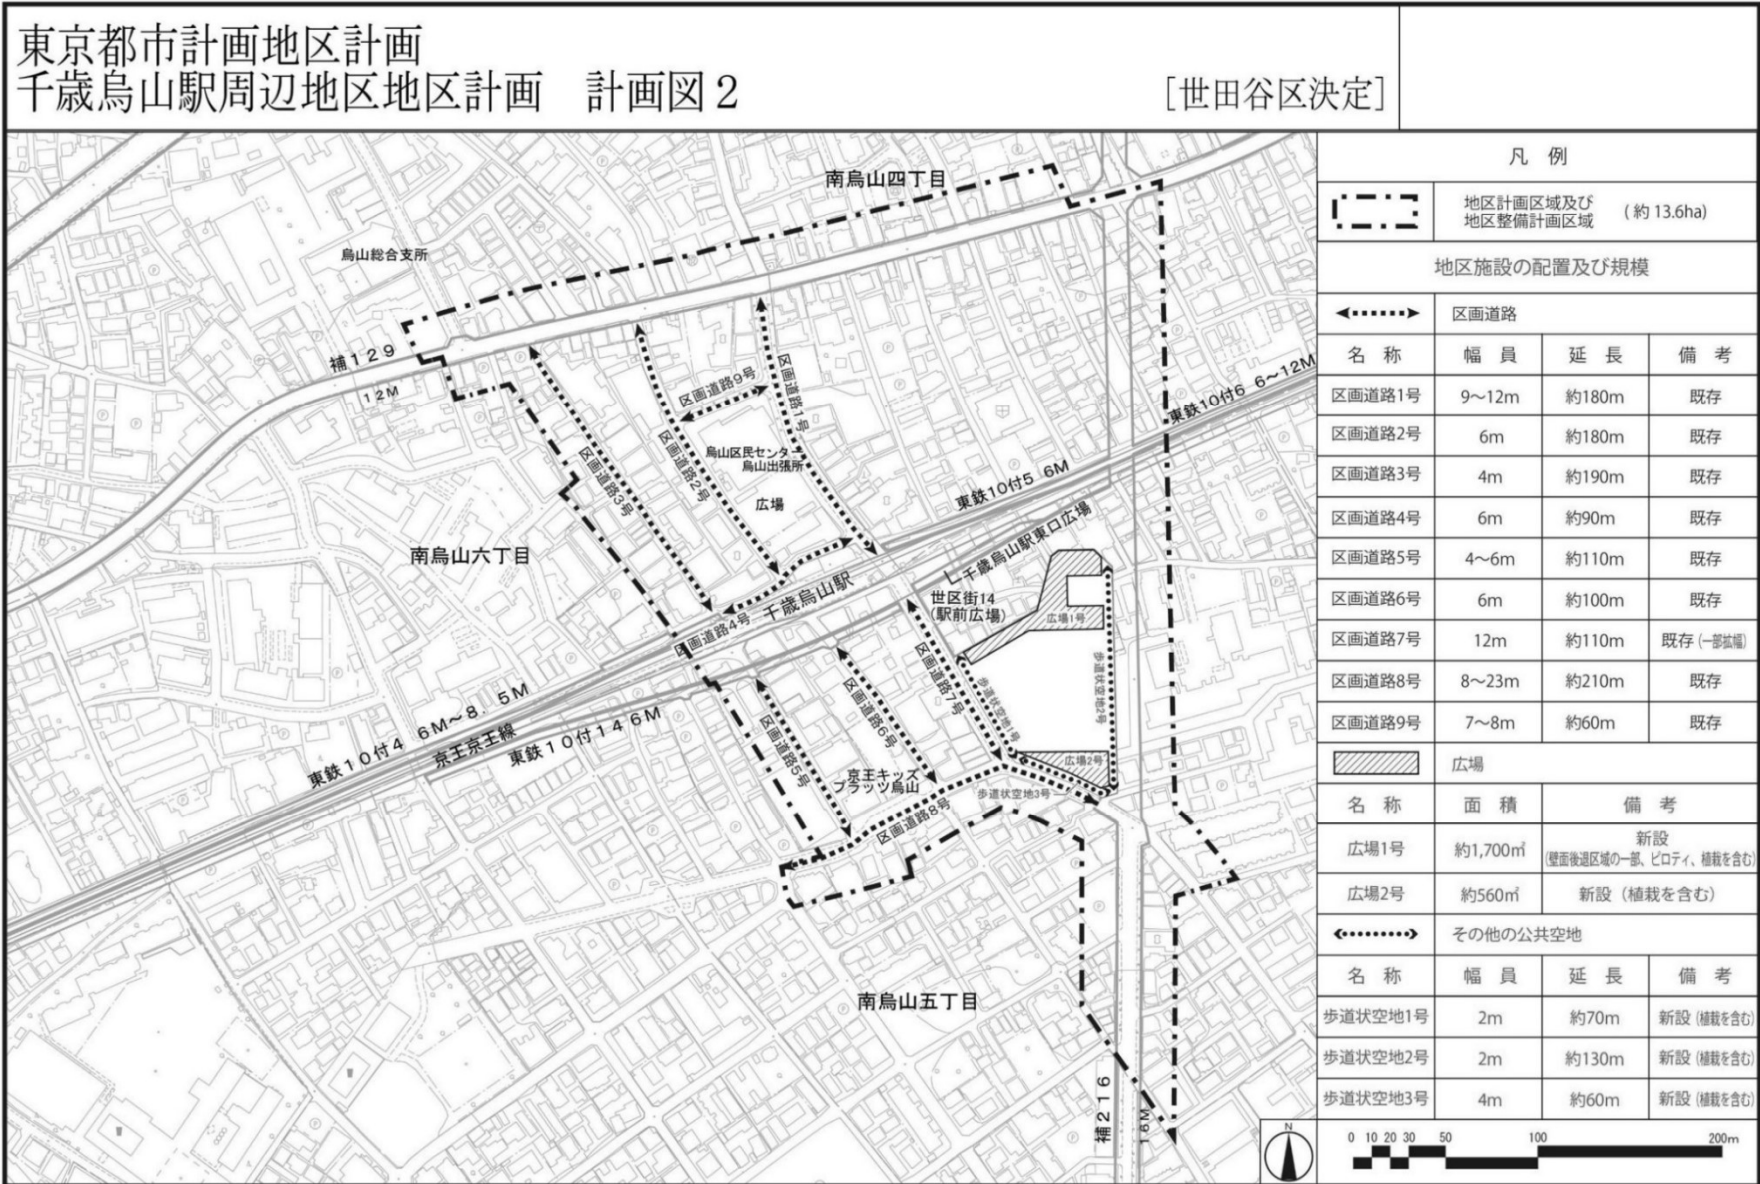 東京都市計画地区計画
千歳烏山駅周辺地区地区計画　計画図2
[世田谷区決定]
南烏山四丁目
烏山総合支所
補129
12M
区画道路9号
区画道路1号
烏山区民センター
烏山出張所
広場
区画道路2号
区画道路3号
南烏山六丁目
東鉄10付6 6～12M
東鉄10付5 6M
千歳烏山駅東口広場
千歳烏山駅
世区街14
(駅前広場)
広場1号
区画道路4号
区画道路7号
歩道状空地1号
歩道状空地2号
区画道路6号
区画道路5号
東鉄10付4 6M～8.5M
京王京王線
東鉄10付14 6M
京王キッズ
プラッツ烏山
広場2号
歩道状空地3号
区画道路8号
南烏山五丁目
補216
16M
凡例
地区計画区域及び
地区整備計画区域
(約13.6ha)
地区施設の配置及び規模
区画道路
名称 幅員 延長 備考
区画道路1号 9～12m 約180m 既存
区画道路2号 6m 約180m 既存
区画道路3号 4m 約190m 既存
区画道路4号 6m 約90m 既存
区画道路5号 4～6m 約110m 既存
区画道路6号 6m 約100m 既存
区画道路7号 12m 約110m 既存(一部拡幅)
区画道路8号 8～23m 約210m 既存
区画道路9号 7～8m 約60m 既存
広場
名称 面積 備考
広場1号 約1,700㎡ 新設
(壁面後退区域の一部、ピロティ、植栽を含む)
広場2号 約560㎡ 新設（植栽を含む）
その他の公共空地
名称 幅員 延長 備考
歩道状空地1号 2m 約70m 新設(植栽を含む)
歩道状空地2号 2m 約130m 新設(植栽を含む)
歩道状空地3号 4m 約60m 新設(植栽を含む)
N
0 10 20 30 50 100 200m